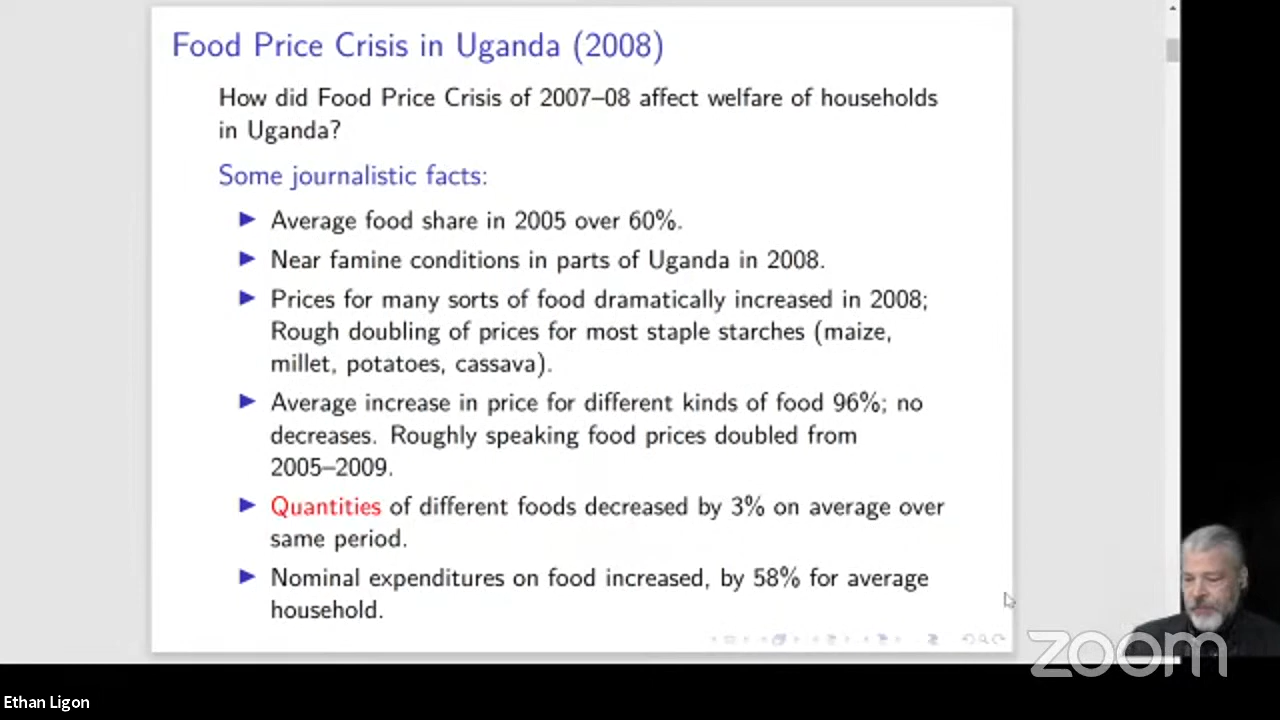 Food Price Crisis in Uganda (2008)
How did Food Price Crisis of 2007–08 affect welfare of households
in Uganda?
Some journalistic facts:
Average food share in 2005 over 60%.
Near famine conditions in parts of Uganda in 2008.
Prices for many sorts of food dramatically increased in 2008;
Rough doubling of prices for most staple starches (maize,
millet, potatoes, cassava).
Average increase in price for different kinds of food 96%; no
decreases. Roughly speaking food prices doubled from
2005–2009.
Quantities of different foods decreased by 3% on average over
same period.
Nominal expenditures on food increased, by 58% for average
household.
zoom
Ethan Ligon